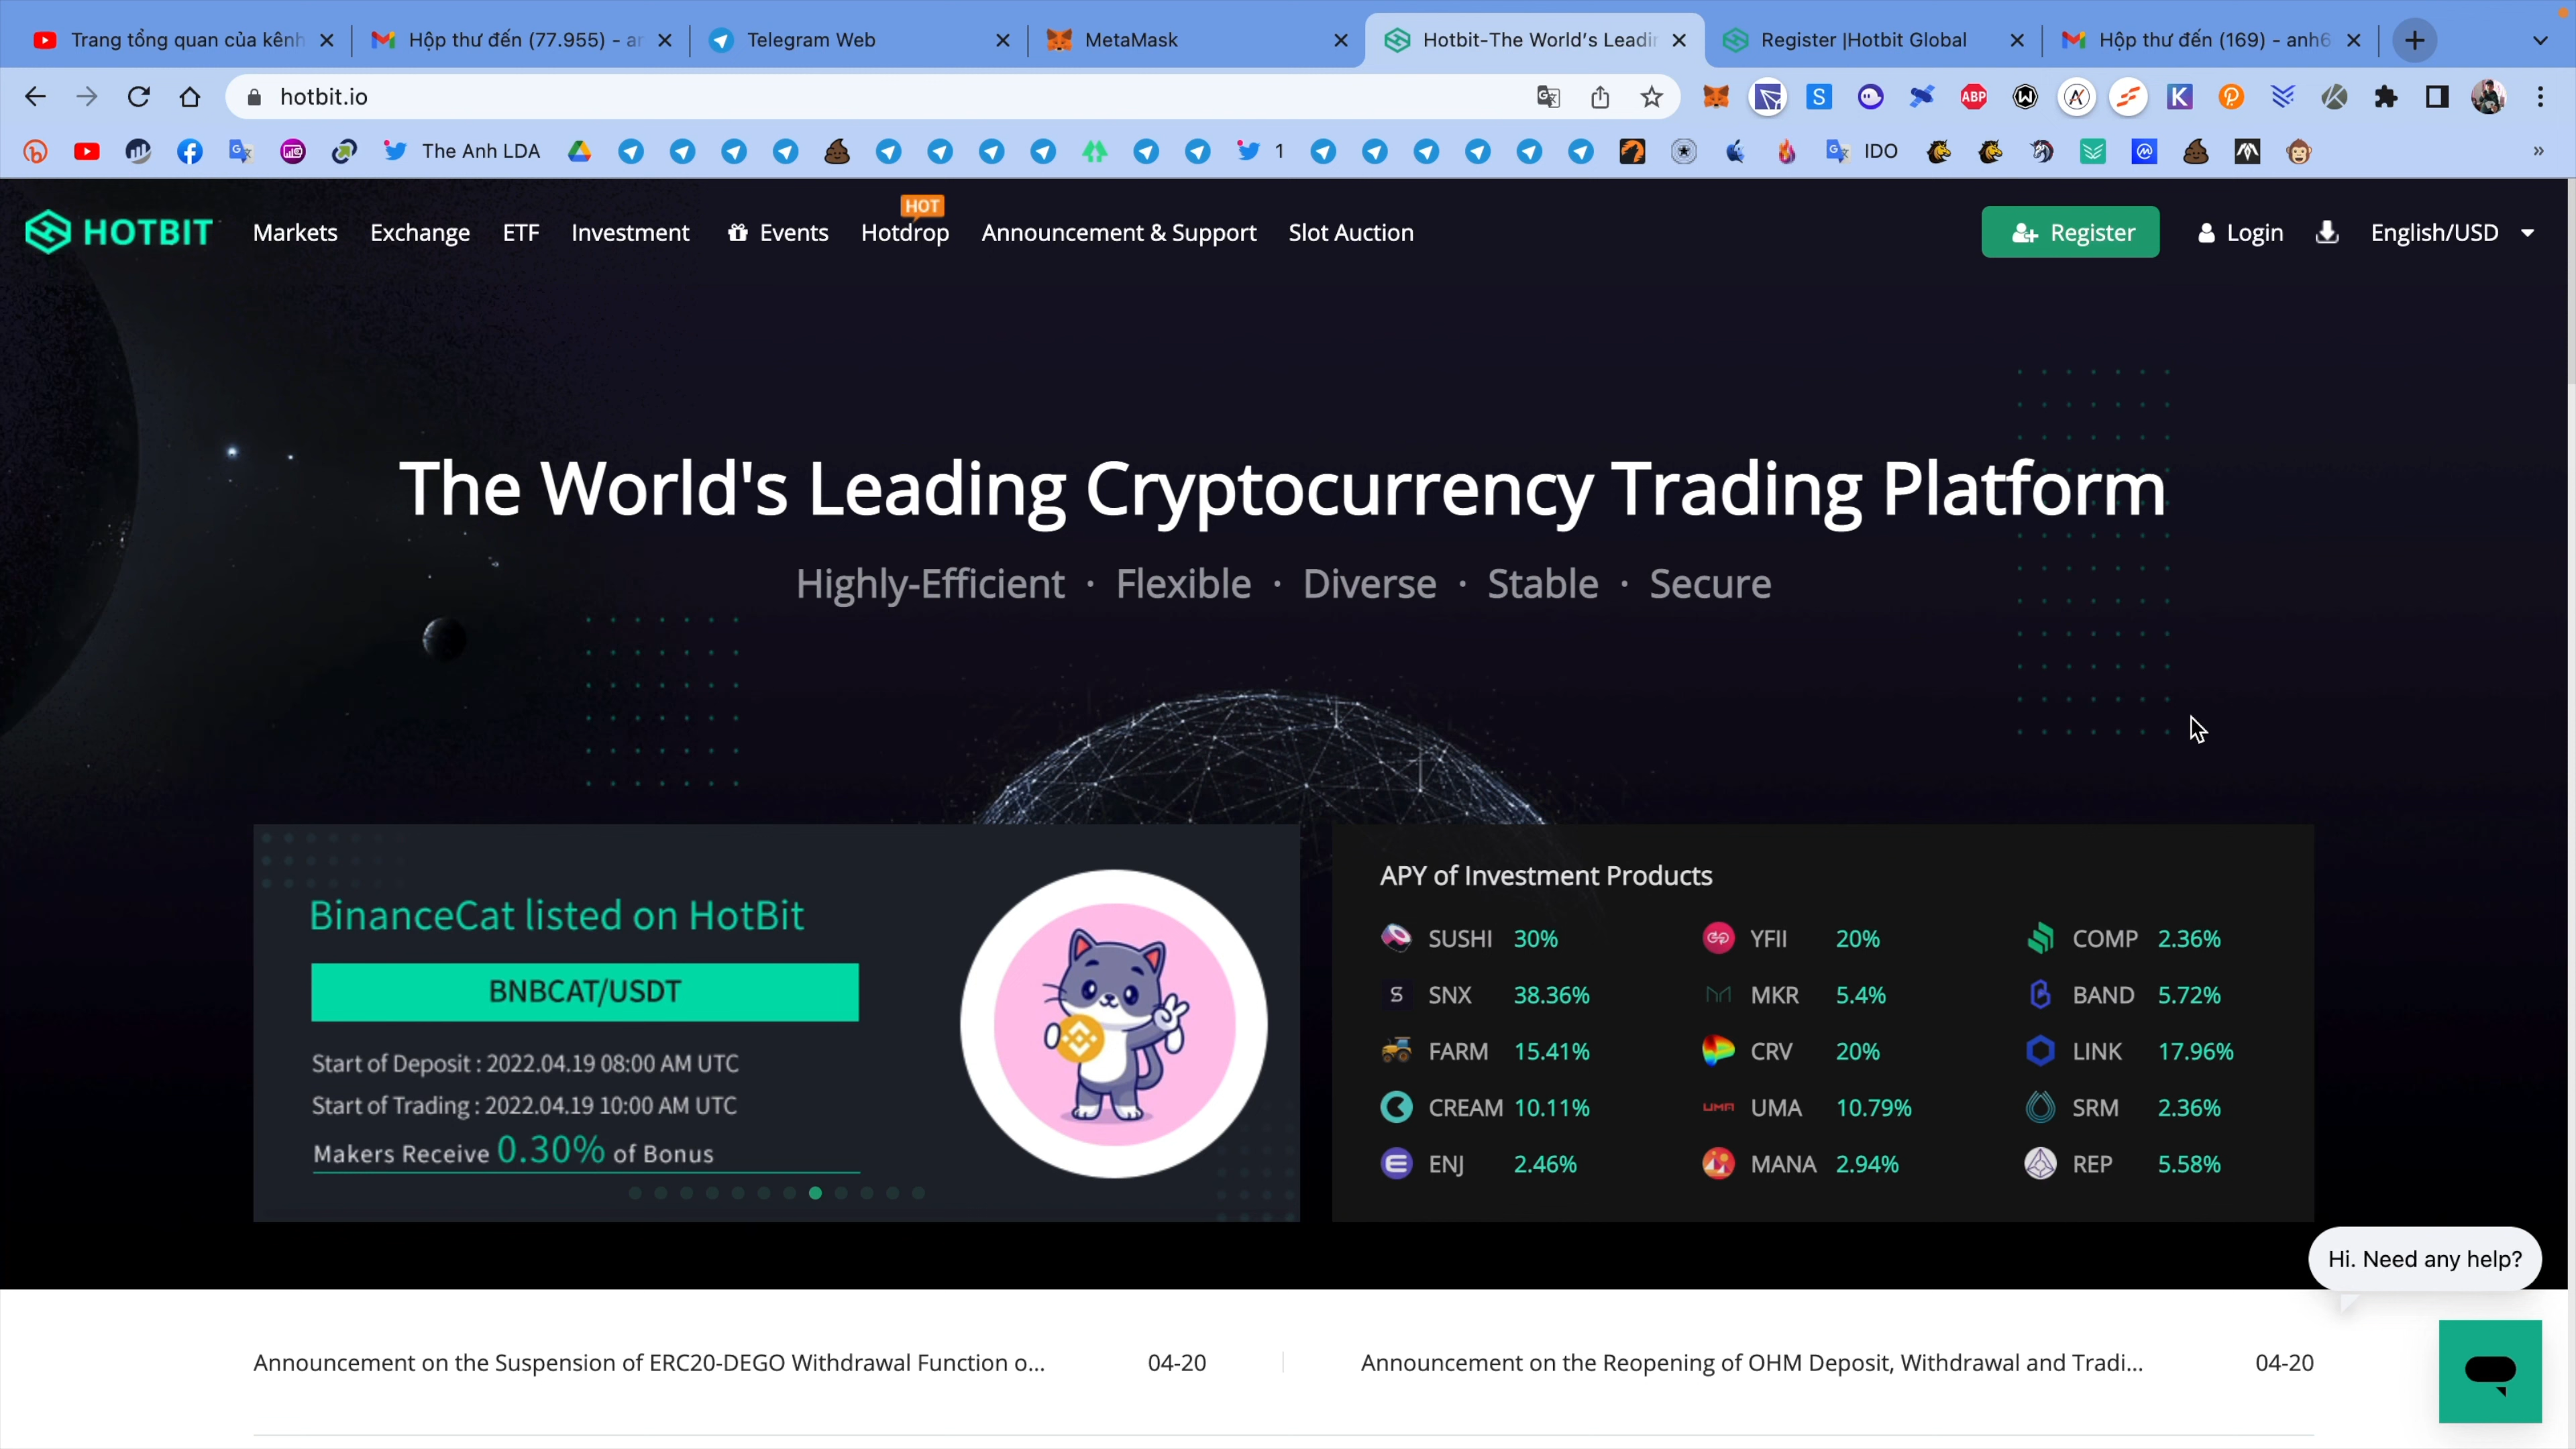 Trang tổng quan của kênh
Hộp thư đến (77.955) - an
Telegram Web
MetaMask
Hotbit-The World's Leadin
Register |Hotbit Global
Hộp thư đến (169) - anh6
hotbit.io
S
ABP
K
The Anh LDA
1
IDO
HOTBIT
Markets
Exchange
ETF
Investment
Events
HOT
Hotdrop
Announcement & Support
Slot Auction
Register
Login
English/USD
The World's Leading Cryptocurrency Trading Platform
Highly-Efficient · Flexible · Diverse · Stable · Secure
BinanceCat listed on HotBit
BNBCAT/USDT
Start of Deposit : 2022.04.19 08:00 AM UTC
Start of Trading : 2022.04.19 10:00 AM UTC
Makers Receive 0.30% of Bonus
APY of Investment Products
SUSHI 30% YFII 20% COMP 2.36%
SNX 38.36% MKR 5.4% BAND 5.72%
FARM 15.41% CRV 20% LINK 17.96%
CREAM 10.11% UMA UMA 10.79% SRM 2.36%
ENJ 2.46% MANA 2.94% REP 5.58%
Hi. Need any help?
Announcement on the Suspension of ERC20-DEGO Withdrawal Function o... 04-20
Announcement on the Reopening of OHM Deposit, Withdrawal and Tradi... 04-20